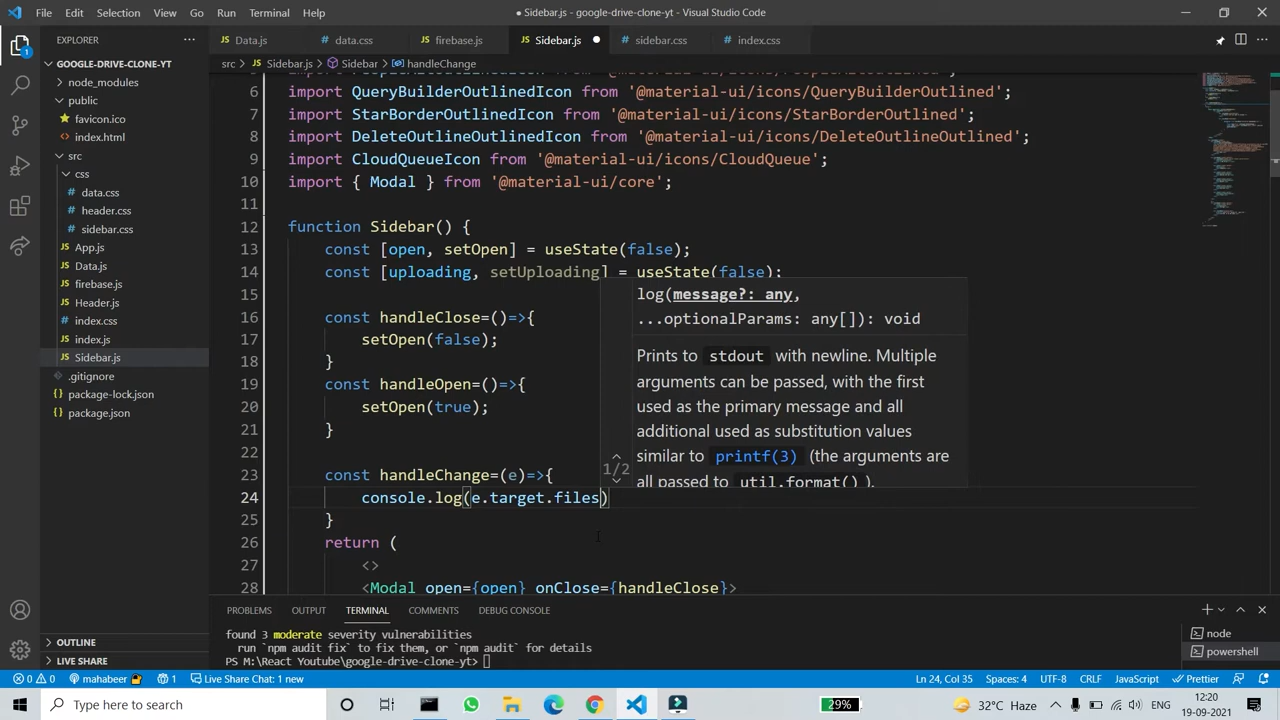 File Edit Selection View Go Run Terminal Help
● Sidebar.js - google-drive-clone-yt - Visual Studio Code
EXPLORER ···
JS Data.js
data.css
JS firebase.js
JS Sidebar.js ●
sidebar.css
index.css
GOOGLE-DRIVE-CLONE-YT
src > JS Sidebar.js > Sidebar > handleChange
node_modules
public
favicon.ico
index.html
src
css
data.css
header.css
sidebar.css
JS App.js
JS Data.js
JS firebase.js
JS Header.js
index.css
JS index.js
JS Sidebar.js
.gitignore
package-lock.json
package.json
OUTLINE
LIVE SHARE
6 import QueryBuilderOutlinedIcon from '@material-ui/icons/QueryBuilderOutlined';
7 import StarBorderOutlinedIcon from '@material-ui/icons/StarBorderOutlined';
8 import DeleteOutlineOutlinedIcon from '@material-ui/icons/DeleteOutlineOutlined';
9 import CloudQueueIcon from '@material-ui/icons/CloudQueue';
10 import { Modal } from '@material-ui/core';
11
12 function Sidebar() {
13 const [open, setOpen] = useState(false);
14 const [uploading, setUploading] = useState(false);
15
16 const handleClose=()=>{
17 setOpen(false);
18 }
19 const handleOpen=()=>{
20 setOpen(true);
21 }
22
23 const handleChange=(e)=>{
24 console.log(e.target.files)
25 }
26 return (
27 <>
28 <Modal open={open} onClose={handleClose}>
log(message?: any,
...optionalParams: any[]): void
Prints to stdout with newline. Multiple
arguments can be passed, with the first
used as the primary message and all
additional used as substitution values
similar to printf(3) (the arguments are
all passed to util.format()).
1/2
PROBLEMS OUTPUT TERMINAL COMMENTS DEBUG CONSOLE
found 3 moderate severity vulnerabilities
run `npm audit fix` to fix them, or `npm audit` for details
PS M:\React Youtube\google-drive-clone-yt>
node
powershell
0 0 mahabeer 1 Live Share Chat: 1 new
Ln 24, Col 35 Spaces: 4 UTF-8 CRLF JavaScript Prettier
Type here to search
29%
32°C Haze
ENG
12:20
19-09-2021